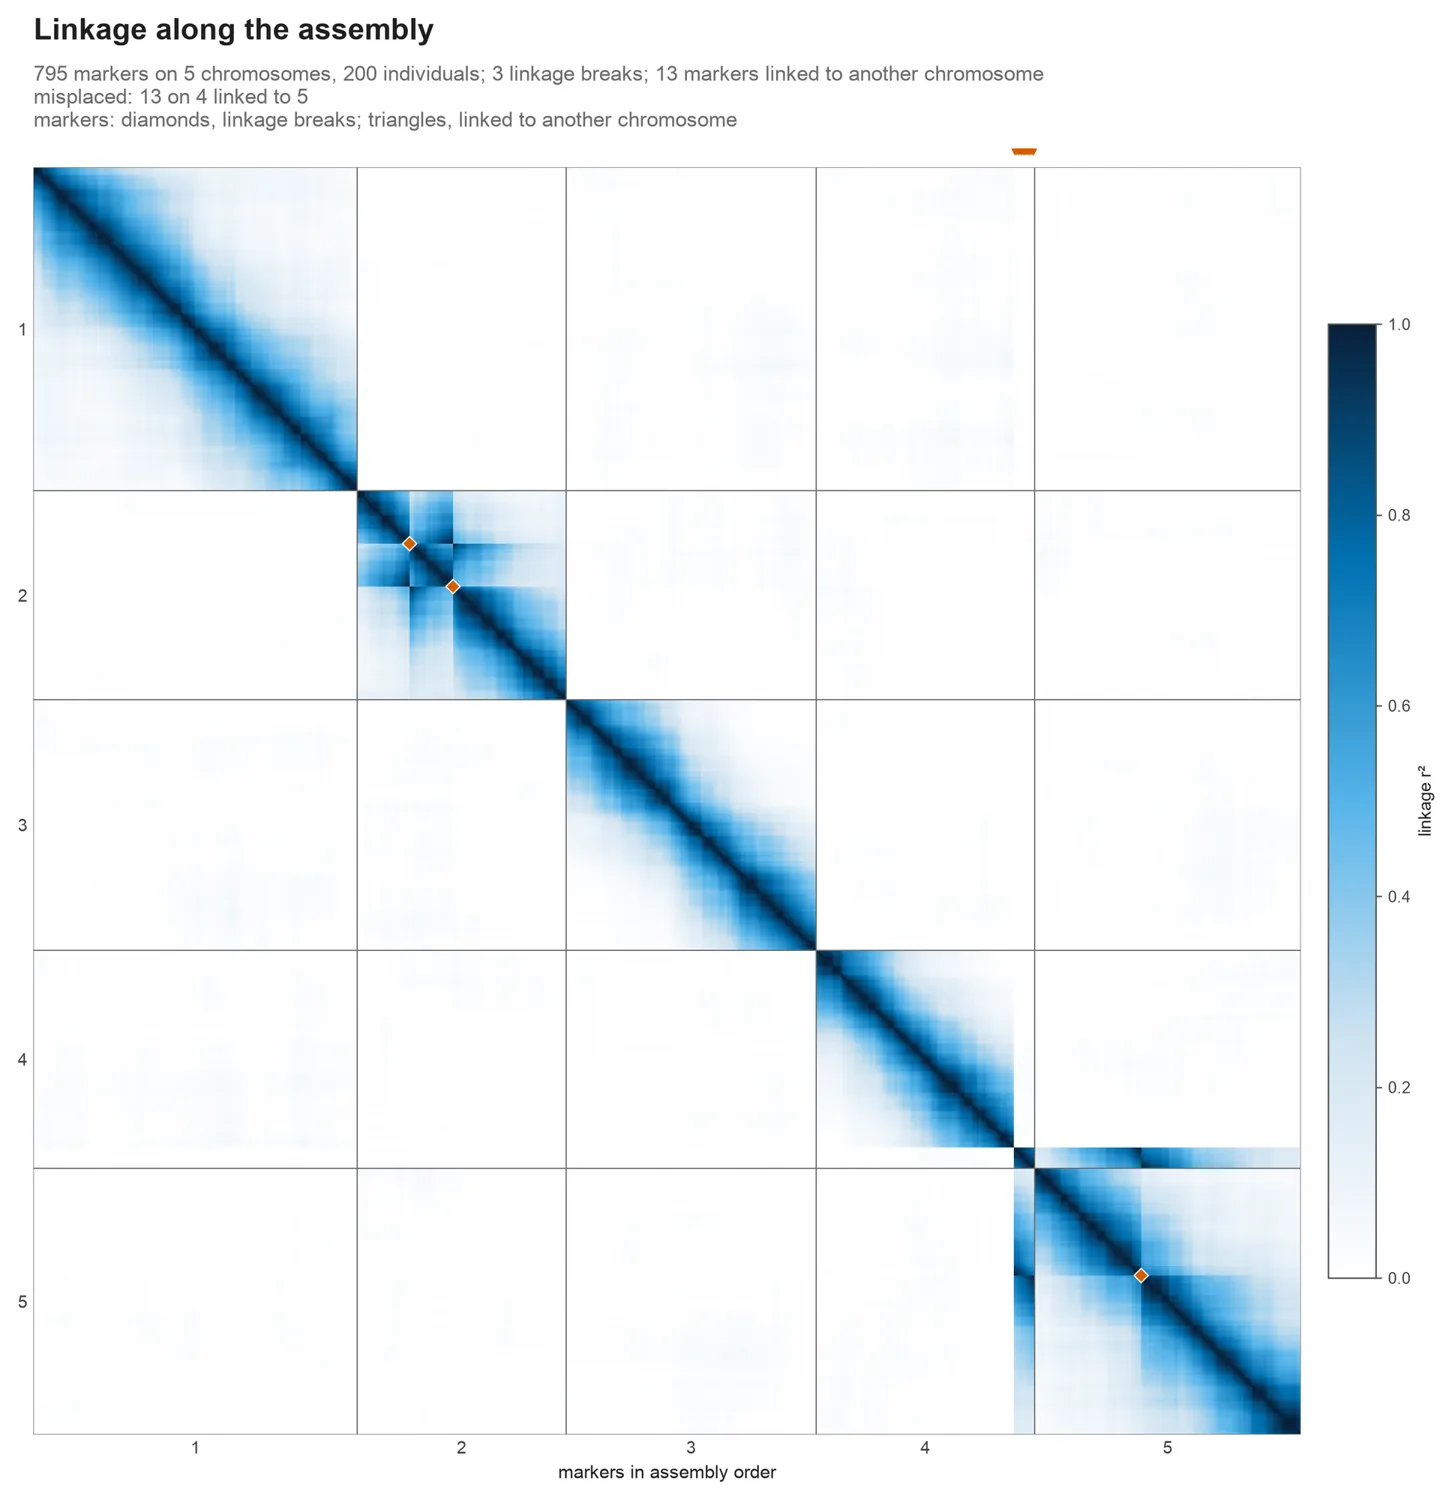 Linkage along the assembly
795 markers on 5 chromosomes, 200 individuals; 3 linkage breaks; 13 markers linked to another chromosome
misplaced: 13 on 4 linked to 5
markers: diamonds, linkage breaks; triangles, linked to another chromosome
1
2
3
4
5
1 2 3 4 5
markers in assembly order
1.0
0.8
0.6
0.4
0.2
0.0
linkage r²